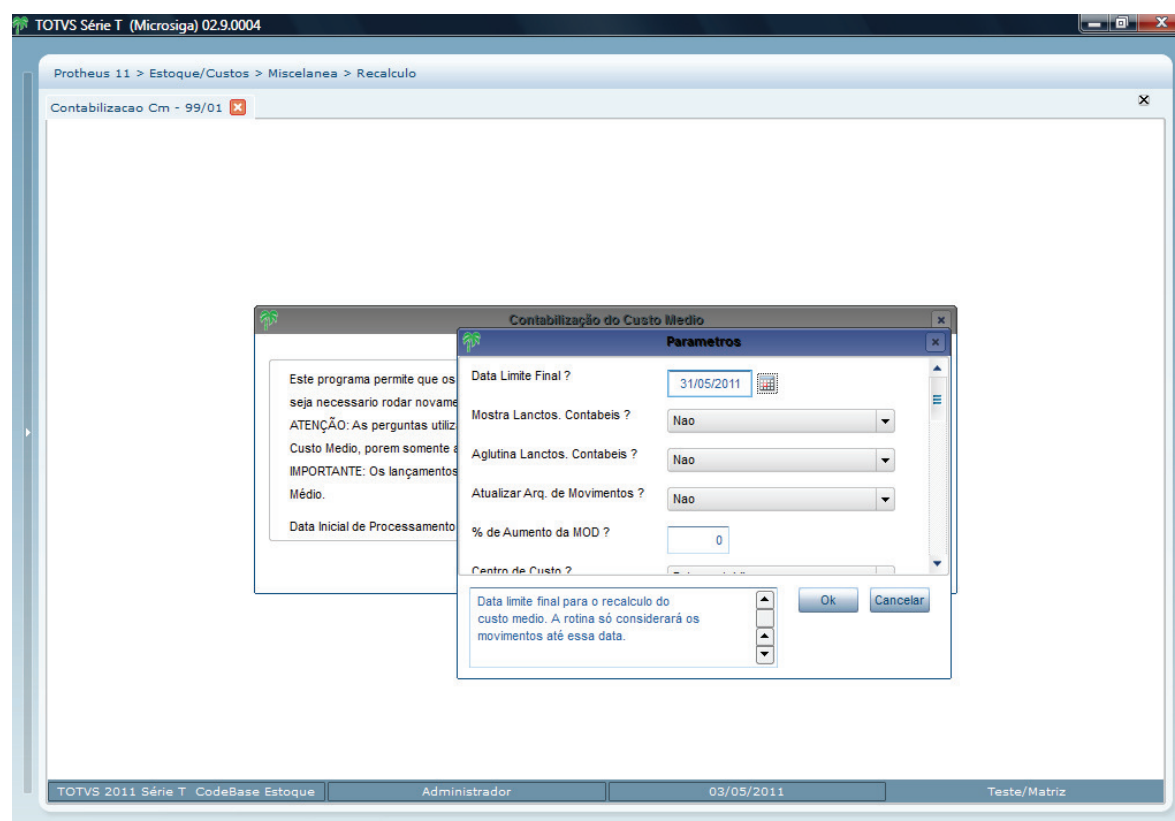 TOTVS Série T (Microsiga) 02.9.0004
Protheus 11 > Estoque/Custos > Miscelanea > Recalculo
Contabilizacao Cm - 99/01
Contabilização do Custo Medio
Este programa permite que os
seja necessario rodar novame
ATENÇÃO: As perguntas utiliz
Custo Medio, porem somente a
IMPORTANTE: Os lançamentos
Médio.
Data Inicial de Processamento
Parametros
Data Limite Final ? 31/05/2011
Mostra Lanctos. Contabeis ? Nao
Aglutina Lanctos. Contabeis ? Nao
Atualizar Arq. de Movimentos ? Nao
% de Aumento da MOD ? 0
Centro de Custo ?
Data limite final para o recalculo do
custo medio. A rotina só considerará os
movimentos até essa data.
Ok Cancelar
TOTVS 2011 Série T CodeBase Estoque Administrador 03/05/2011 Teste/Matriz